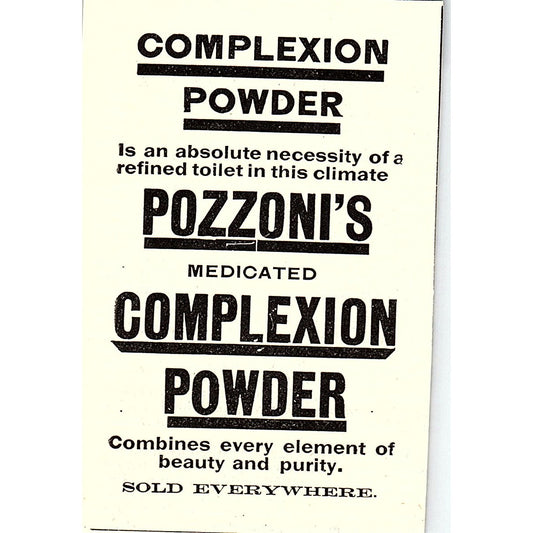 COMPLEXION
POWDER
Is an absolute necessity of a
refined toilet in this climate
POZZONI'S
MEDICATED
COMPLEXION
POWDER
Combines every element of
beauty and purity.
SOLD EVERYWHERE.